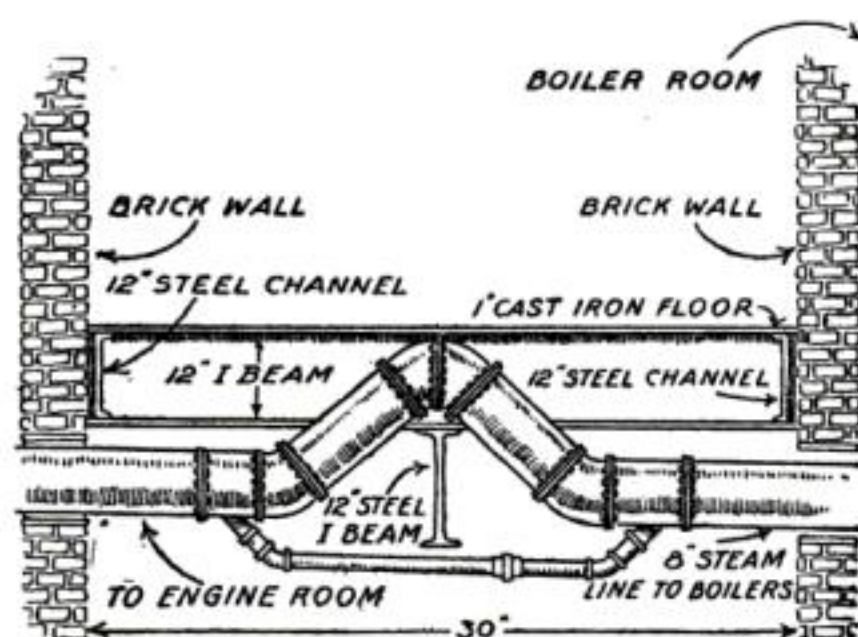 BOILER ROOM
BRICK WALL
BRICK WALL
12" STEEL CHANNEL
1" CAST IRON FLOOR
12" I BEAM
12" STEEL CHANNEL
12" STEEL
I BEAM
8" STEAM
LINE TO BOILERS
TO ENGINE ROOM
30"